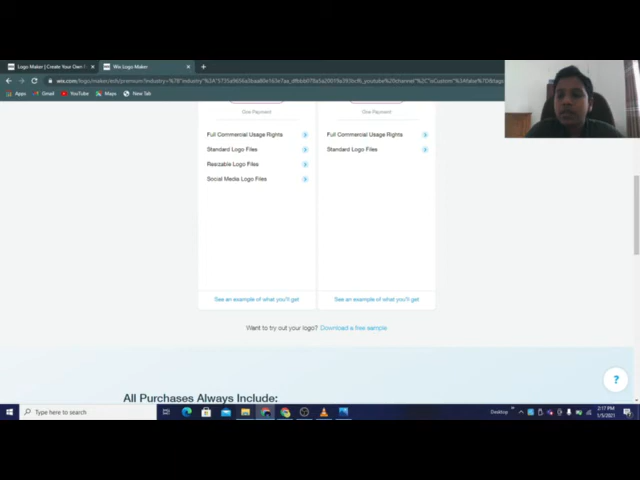 Logo Maker | Create Your Own
Wix Logo Maker
Apps
Gmail
YouTube
Maps
New Tab
One Payment
One Payment
Full Commercial Usage Rights
Full Commercial Usage Rights
Standard Logo Files
Standard Logo Files
Resizable Logo Files
Social Media Logo Files
See an example of what you'll get
See an example of what you'll get
Want to try out your logo? Download a free sample
?
All Purchases Always Include:
Type here to search
Desktop
2:17 PM
1/5/2021